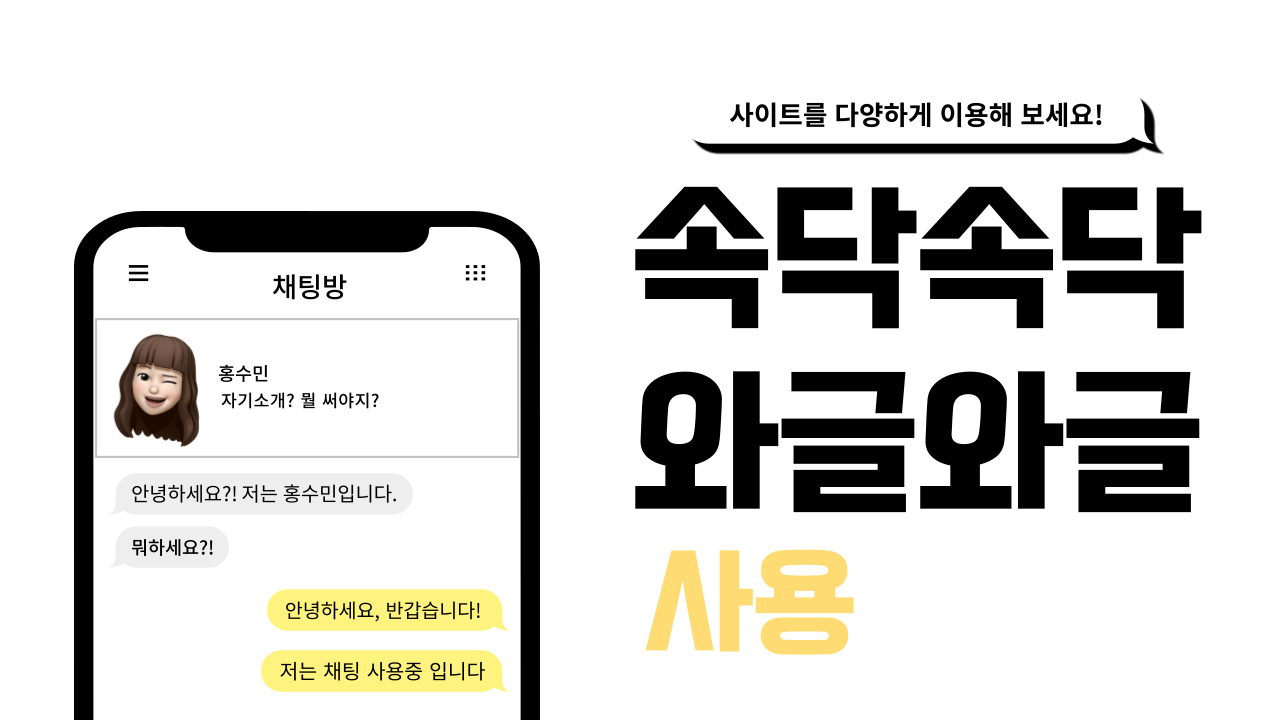 채팅방
홍수민
자기소개? 뭘 써야지?
안녕하세요?! 저는 홍수민입니다.
뭐하세요?!
안녕하세요, 반갑습니다!
저는 채팅 사용중 입니다
사이트를 다양하게 이용해 보세요!
속닥속닥
와글와글
사용